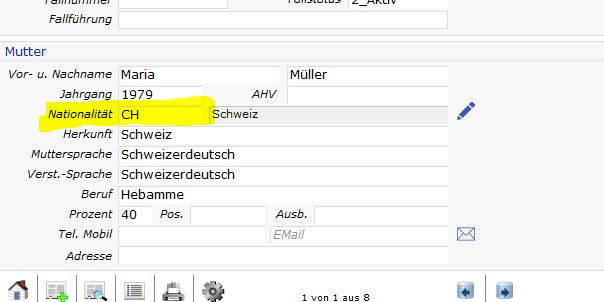 Fallnummer Fallstatus 2_Aktiv
Fallführung
Mutter
Vor- u. Nachname Maria Müller
Jahrgang 1979 AHV
Nationalität CH Schweiz
Herkunft Schweiz
Muttersprache Schweizerdeutsch
Verst.-Sprache Schweizerdeutsch
Beruf Hebamme
Prozent 40 Pos. Ausb.
Tel. Mobil EMail
Adresse
1 von 1 aus 8